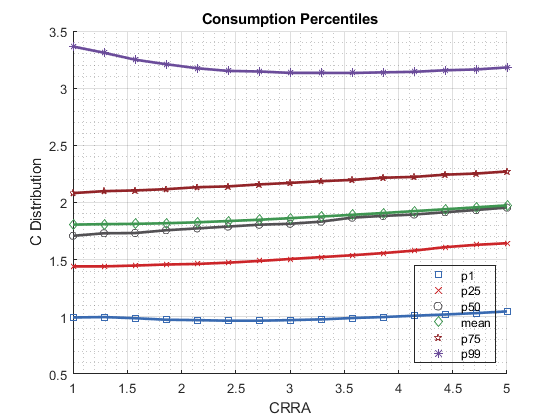 Consumption Percentiles
3.5
3
2.5
2
1.5
1
0.5
C Distribution
1 1.5 2 2.5 3 3.5 4 4.5 5
CRRA
p1
p25
p50
mean
p75
p99